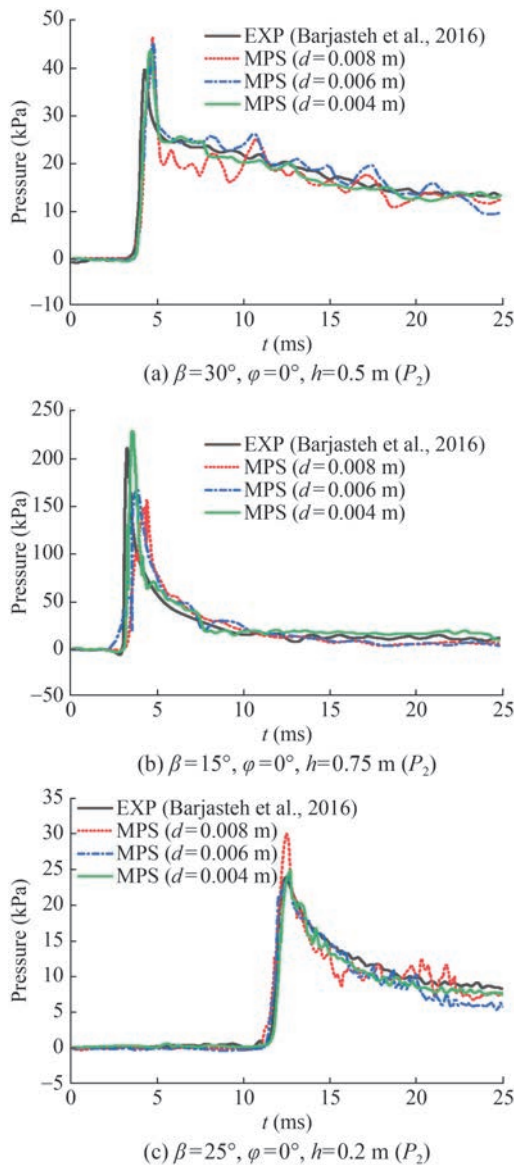 50
40
30
20
10
0
−10
Pressure (kPa)
EXP (Barjasteh et al., 2016)
MPS (d=0.008 m)
MPS (d=0.006 m)
MPS (d=0.004 m)
0 5 10 15 20 25
t (ms)
(a) β=30°, φ=0°, h=0.5 m (P₂)
250
200
150
100
50
0
−50
Pressure (kPa)
EXP (Barjasteh et al., 2016)
MPS (d=0.008 m)
MPS (d=0.006 m)
MPS (d=0.004 m)
0 5 10 15 20 25
t (ms)
(b) β=15°, φ=0°, h=0.75 m (P₂)
35
30
25
20
15
10
5
0
−5
Pressure (kPa)
EXP (Barjasteh et al., 2016)
MPS (d=0.008 m)
MPS (d=0.006 m)
MPS (d=0.004 m)
0 5 10 15 20 25
t (ms)
(c) β=25°, φ=0°, h=0.2 m (P₂)